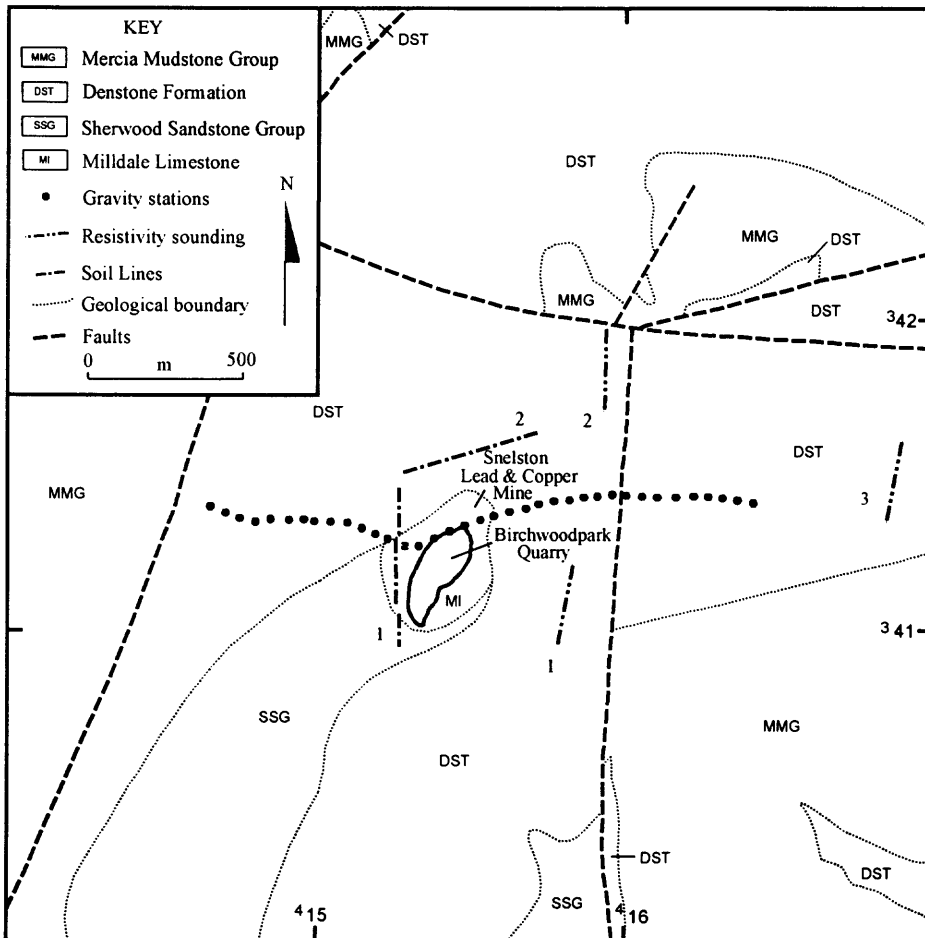 KEY
MMG Mercia Mudstone Group
DST Denstone Formation
SSG Sherwood Sandstone Group
MI Milldale Limestone
Gravity stations
Resistivity sounding
Soil Lines
Geological boundary
Faults
0 m 500
N
MMG
DST
DST
MMG
DST
MMG
DST
³42
DST
2
2
Snelston
Lead & Copper
Mine
DST
MMG
3
Birchwoodpark
Quarry
MI
1
1
³41
SSG
MMG
DST
DST
DST
SSG
⁴15
⁴16